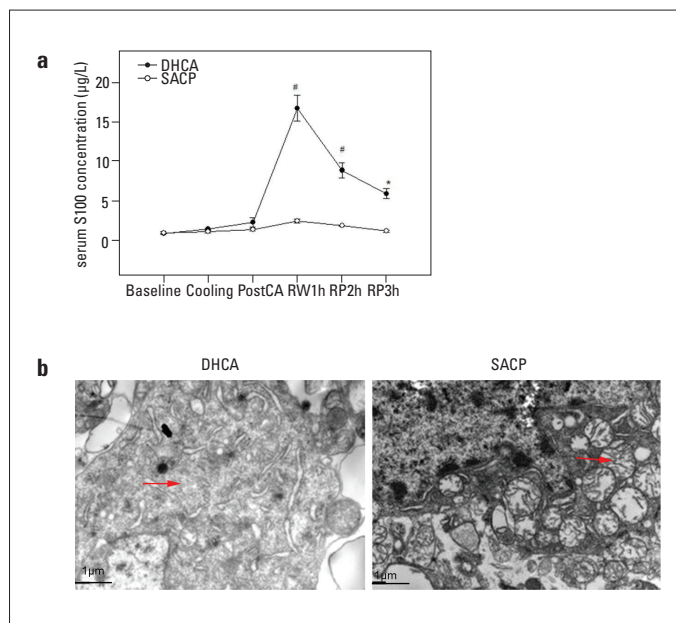 a
DHCA
SACP
serum S100 concentration (µg/L)
20
15
10
5
0
#
#
*
Baseline Cooling PostCA RW1h RP2h RP3h
b
DHCA
SACP
1µm
1µm